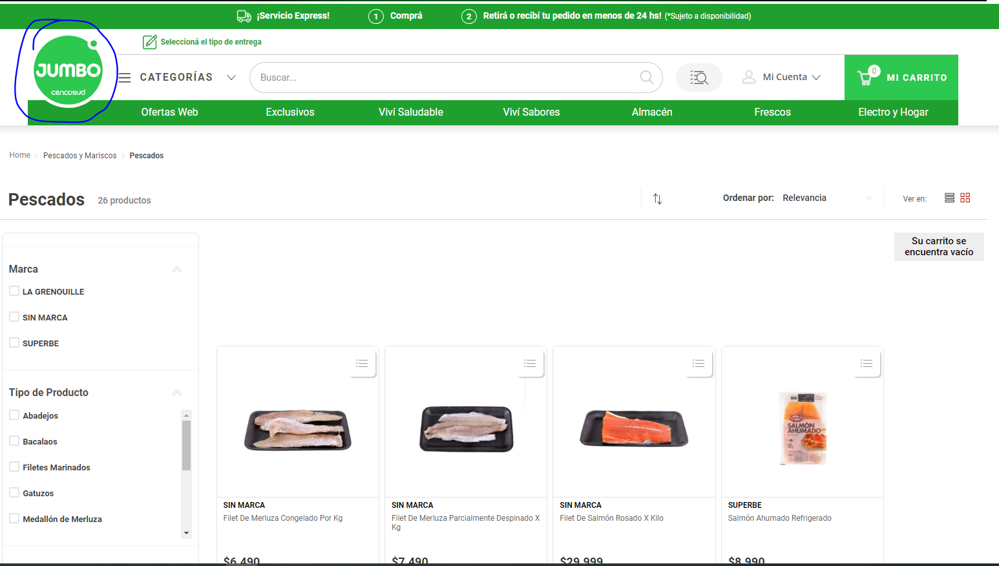 ¡Servicio Express! 1 Comprá 2 Retirá o recibí tu pedido en menos de 24 hs! (*Sujeto a disponibilidad)
Seleccioná el tipo de entrega
JUMBO
cencosud
CATEGORÍAS
Buscar...
Mi Cuenta
0
MI CARRITO
Ofertas Web
Exclusivos
Viví Saludable
Viví Sabores
Almacén
Frescos
Electro y Hogar
Home
Pescados y Mariscos
Pescados
Pescados
26 productos
Ordenar por: Relevancia
Ver en:
Su carrito se
encuentra vacío
Marca
LA GRENOUILLE
SIN MARCA
SUPERBE
Tipo de Producto
Abadejos
Bacalaos
Filetes Marinados
Gatuzos
Medallón de Merluza
SIN MARCA
Filet De Merluza Congelado Por Kg
$6.490
SIN MARCA
Filet De Merluza Parcialmente Despinado X
Kg
$7.490
SIN MARCA
Filet De Salmón Rosado X Kilo
$29.999
SALMÓN
AHUMADO
SUPERBE
Salmón Ahumado Refrigerado
$8.990